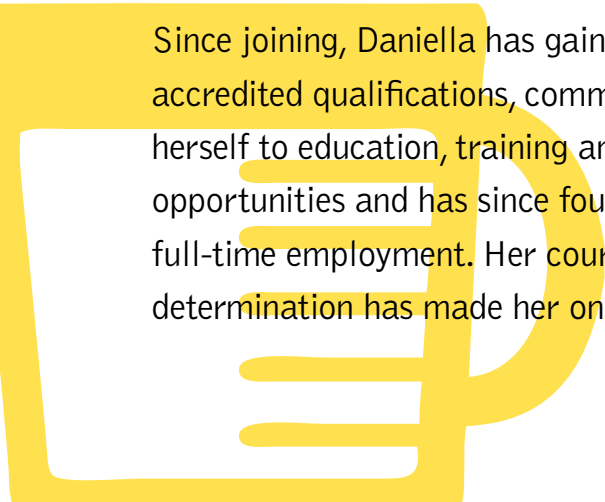 Since joining, Daniella has gain
accredited qualifications, comm
herself to education, training an
opportunities and has since fou
full-time employment. Her cour
determination has made her on